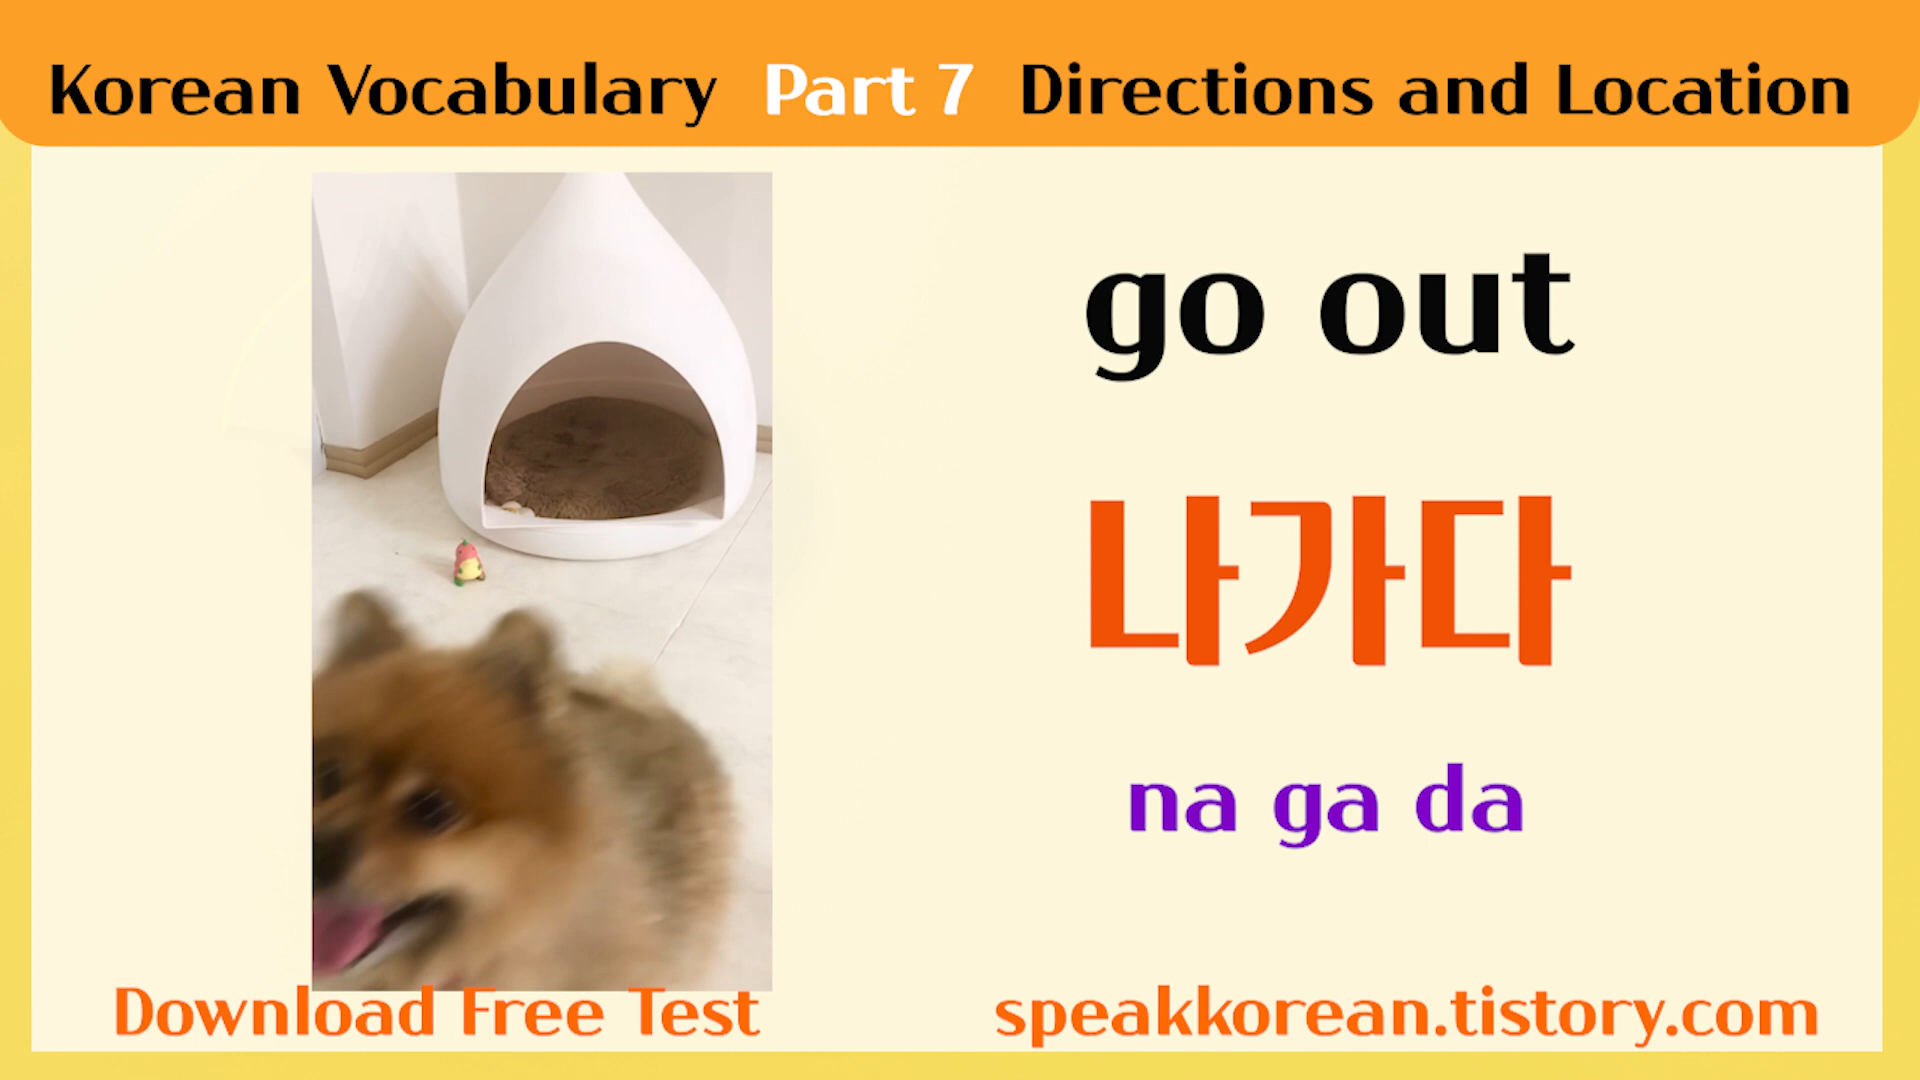 Korean Vocabulary Part 7 Directions and Location
go out
나가다
na ga da
Download Free Test
speakkorean.tistory.com